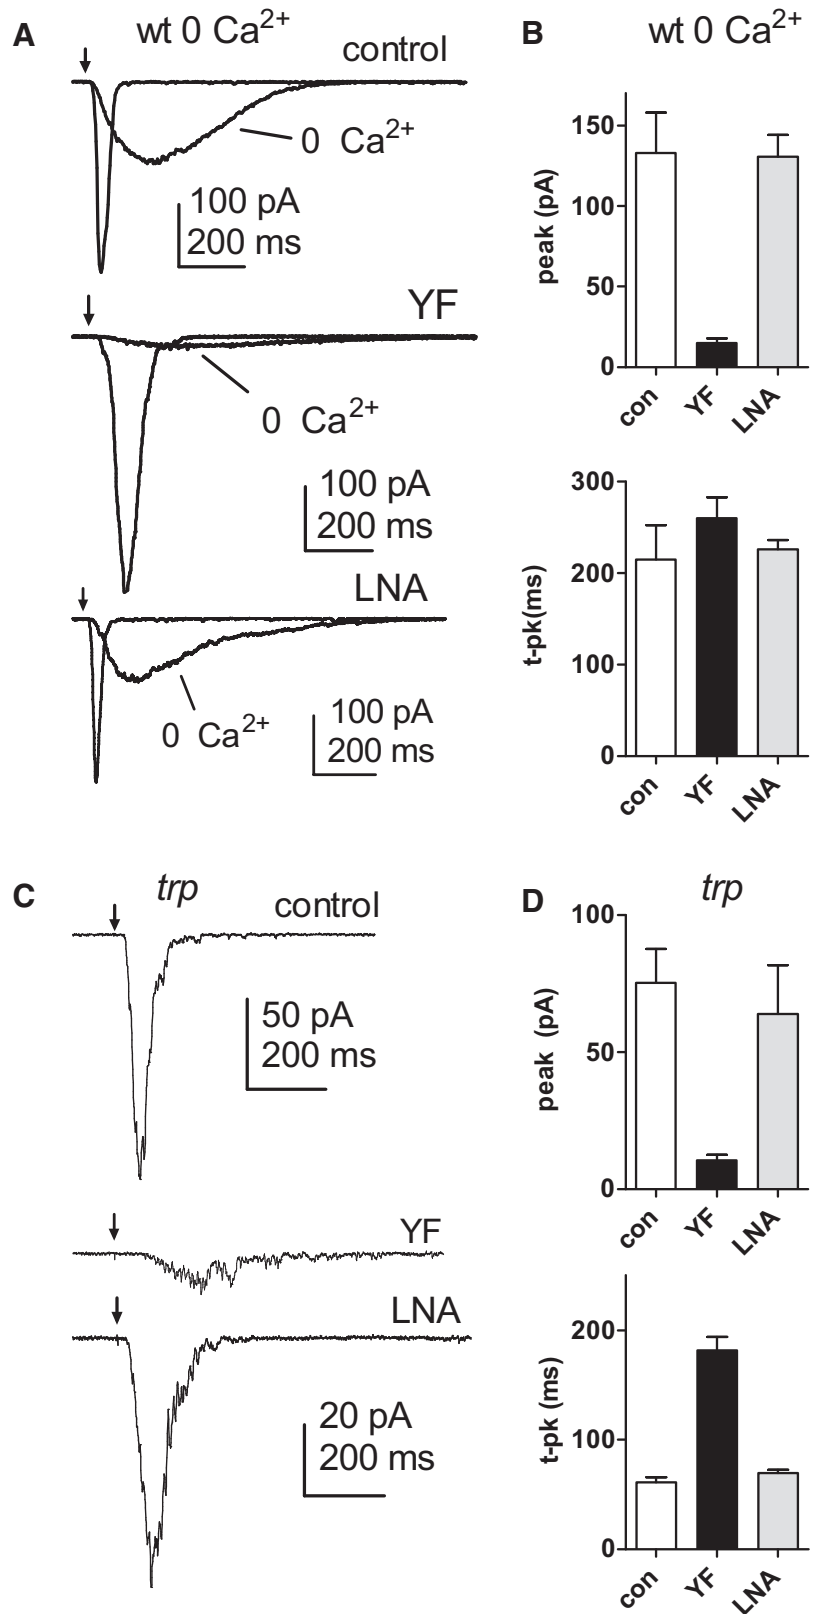 A
wt 0 Ca²⁺
control
0 Ca²⁺
100 pA
200 ms
YF
0 Ca²⁺
100 pA
200 ms
LNA
0 Ca²⁺
100 pA
200 ms
B
wt 0 Ca²⁺
peak (pA)
150
100
50
0
con
YF
LNA
t-pk(ms)
300
200
100
0
con
YF
LNA
C
trp
control
50 pA
200 ms
YF
LNA
20 pA
200 ms
D
trp
peak (pA)
100
50
0
con
YF
LNA
t-pk (ms)
200
100
0
con
YF
LNA